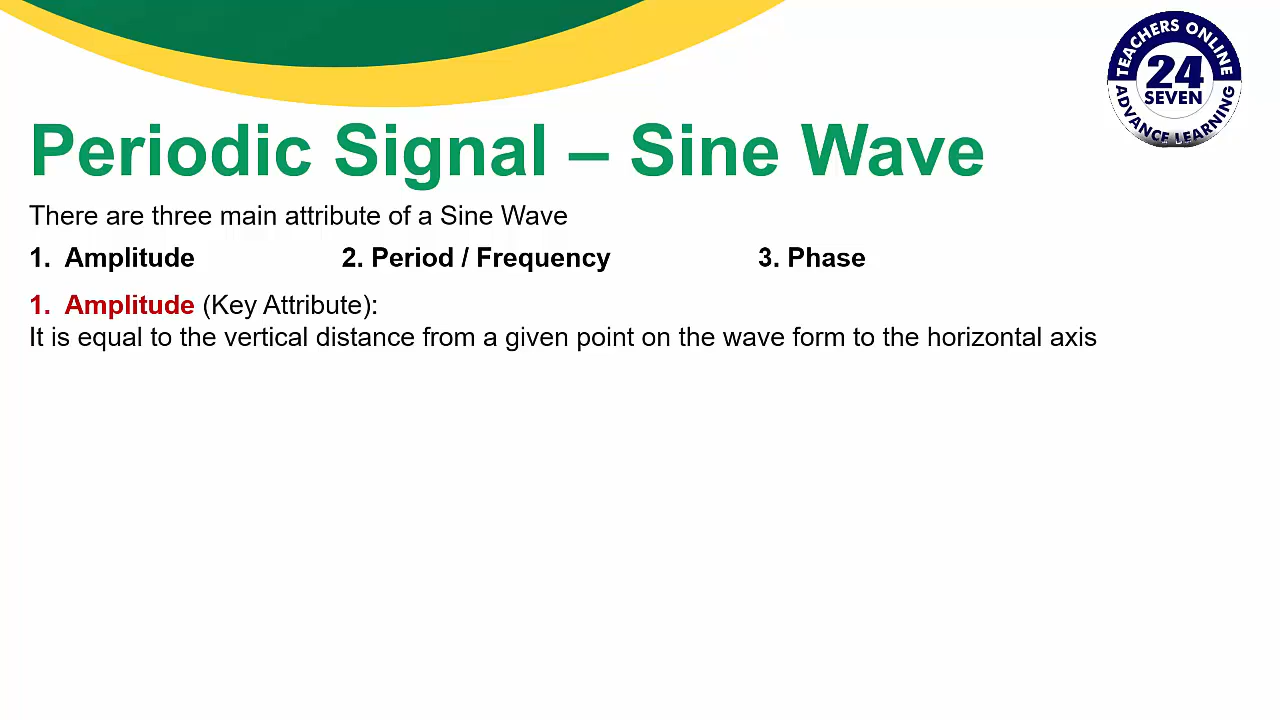 TEACHERS ONLINE
24
SEVEN
ADVANCE LEARNING
Periodic Signal – Sine Wave
There are three main attribute of a Sine Wave
1. Amplitude 2. Period / Frequency 3. Phase
1. Amplitude (Key Attribute):
It is equal to the vertical distance from a given point on the wave form to the horizontal axis